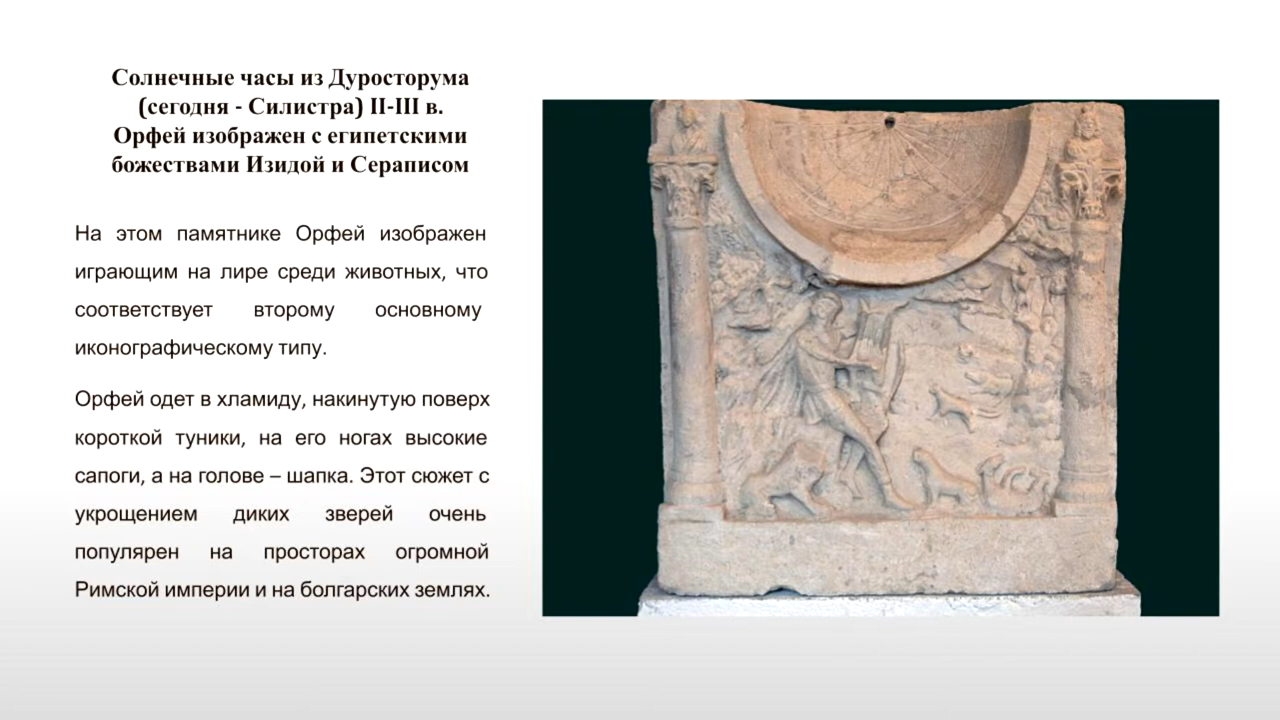 Солнечные часы из Дуросторума
(сегодня - Силистра) II-III в.
Орфей изображен с египетскими
божествами Изидой и Сераписом
На этом памятнике Орфей изображен
играющим на лире среди животных, что
соответствует второму основному
иконографическому типу.
Орфей одет в хламиду, накинутую поверх
короткой туники, на его ногах высокие
сапоги, а на голове – шапка. Этот сюжет с
укрощением диких зверей очень
популярен на просторах огромной
Римской империи и на болгарских землях.